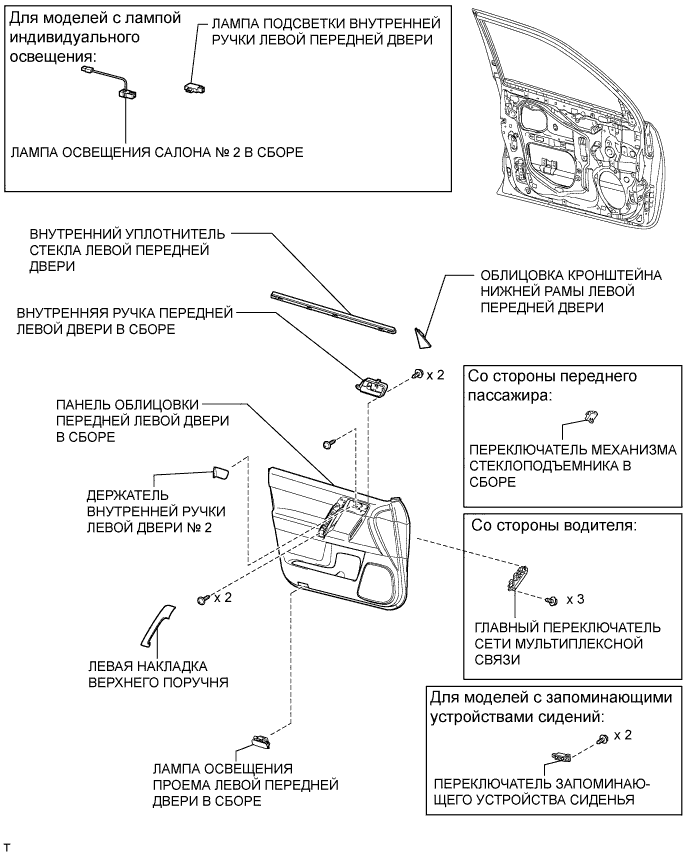 Для моделей с лампой
индивидуального
освещения:
ЛАМПА ПОДСВЕТКИ ВНУТРЕННЕЙ
РУЧКИ ЛЕВОЙ ПЕРЕДНЕЙ ДВЕРИ
ЛАМПА ОСВЕЩЕНИЯ САЛОНА № 2 В СБОРЕ
ВНУТРЕННИЙ УПЛОТНИТЕЛЬ
СТЕКЛА ЛЕВОЙ ПЕРЕДНЕЙ
ДВЕРИ
ОБЛИЦОВКА КРОНШТЕЙНА
НИЖНЕЙ РАМЫ ЛЕВОЙ
ПЕРЕДНЕЙ ДВЕРИ
ВНУТРЕННЯЯ РУЧКА ПЕРЕДНЕЙ
ЛЕВОЙ ДВЕРИ В СБОРЕ
x 2
Со стороны переднего
пассажира:
ПЕРЕКЛЮЧАТЕЛЬ МЕХАНИЗМА
СТЕКЛОПОДЪЕМНИКА В
СБОРЕ
ПАНЕЛЬ ОБЛИЦОВКИ
ПЕРЕДНЕЙ ЛЕВОЙ ДВЕРИ
В СБОРЕ
ДЕРЖАТЕЛЬ
ВНУТРЕННЕЙ РУЧКИ
ЛЕВОЙ ДВЕРИ № 2
Со стороны водителя:
x 3
ГЛАВНЫЙ ПЕРЕКЛЮЧАТЕЛЬ
СЕТИ МУЛЬТИПЛЕКСНОЙ
СВЯЗИ
x 2
ЛЕВАЯ НАКЛАДКА
ВЕРХНЕГО ПОРУЧНЯ
Для моделей с запоминающими
устройствами сидений:
x 2
ПЕРЕКЛЮЧАТЕЛЬ ЗАПОМИНАЮ-
ЩЕГО УСТРОЙСТВА СИДЕНЬЯ
ЛАМПА ОСВЕЩЕНИЯ
ПРОЕМА ЛЕВОЙ ПЕРЕДНЕЙ
ДВЕРИ В СБОРЕ
T